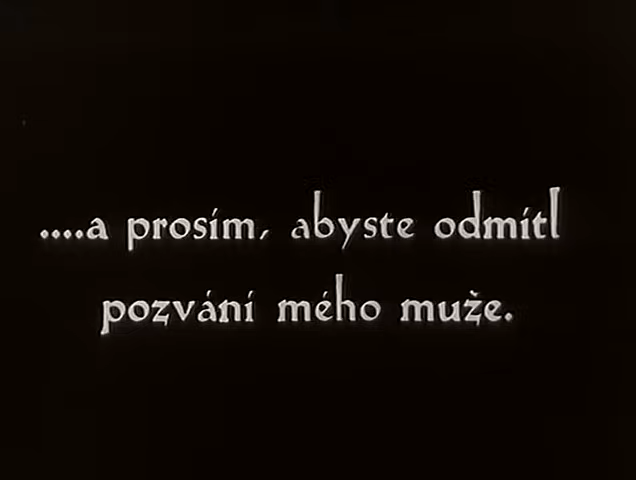 ....a prosím, abyste odmítl
pozvání mého muže.